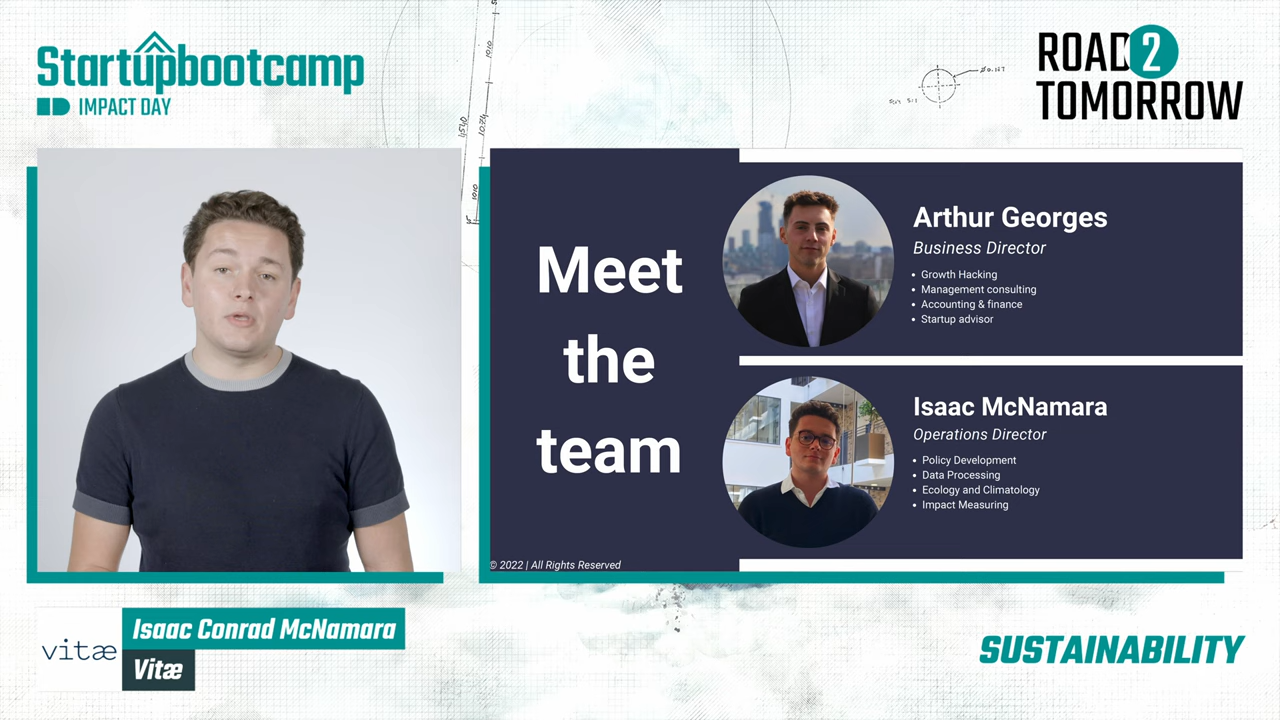 Startupbootcamp
IMPACT DAY
ROAD 2
TOMORROW
Meet
the
team
© 2022 | All Rights Reserved
Arthur Georges
Business Director
• Growth Hacking
• Management consulting
• Accounting & finance
• Startup advisor
Isaac McNamara
Operations Director
• Policy Development
• Data Processing
• Ecology and Climatology
• Impact Measuring
vitæ
Isaac Conrad McNamara
Vitæ
SUSTAINABILITY